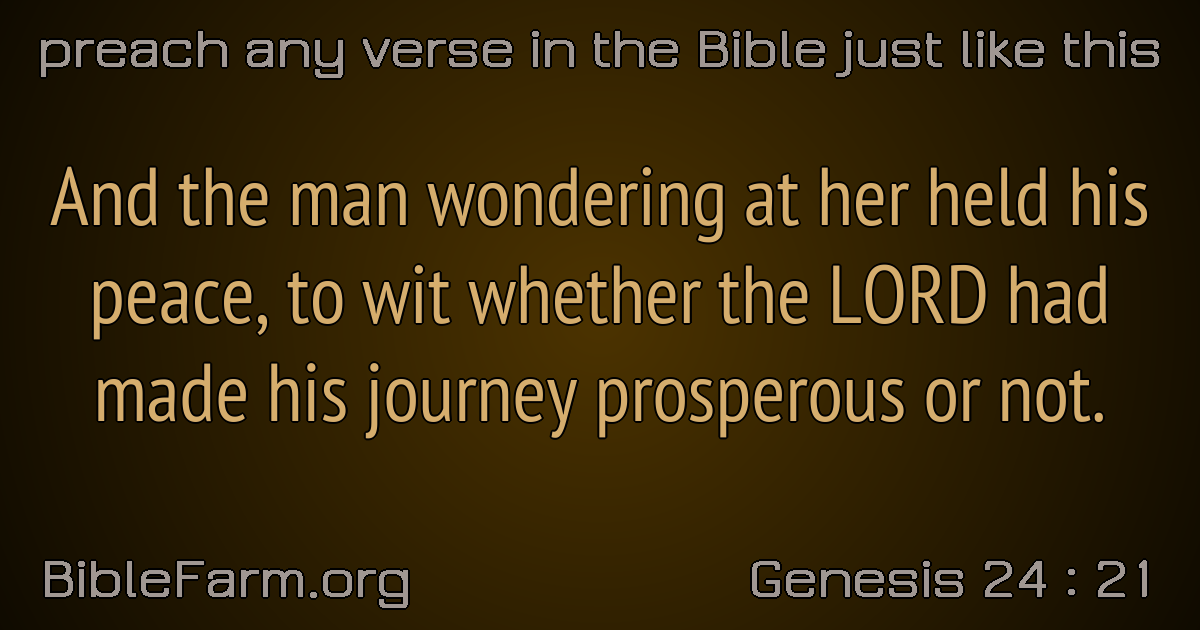 preach any verse in the Bible just like this
And the man wondering at her held his
peace, to wit whether the LORD had
made his journey prosperous or not.
BibleFarm.org
Genesis 24 : 21